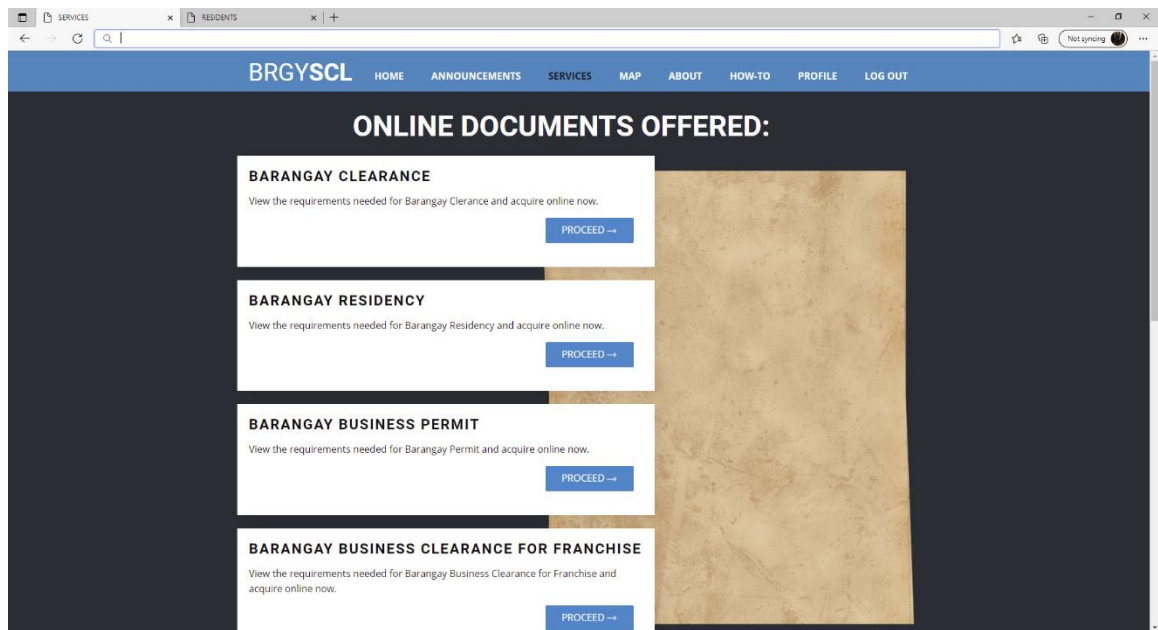 SERVICES
RESIDENTS
Not syncing
BRGYSCL HOME ANNOUNCEMENTS SERVICES MAP ABOUT HOW-TO PROFILE LOG OUT
ONLINE DOCUMENTS OFFERED:
BARANGAY CLEARANCE
View the requirements needed for Barangay Clerance and acquire online now.
PROCEED→
BARANGAY RESIDENCY
View the requirements needed for Barangay Residency and acquire online now.
PROCEED→
BARANGAY BUSINESS PERMIT
View the requirements needed for Barangay Permit and acquire online now.
PROCEED→
BARANGAY BUSINESS CLEARANCE FOR FRANCHISE
View the requirements needed for Barangay Business Clearance for Franchise and
acquire online now.
PROCEED→